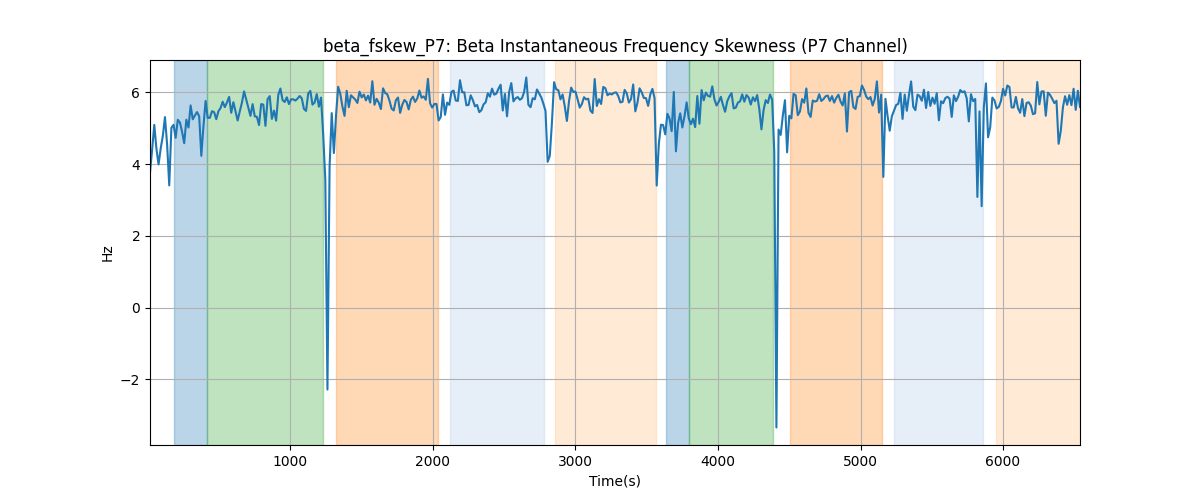 beta_fskew_P7: Beta Instantaneous Frequency Skewness (P7 Channel)
6
4
2
0
−2
Hz
1000 2000 3000 4000 5000 6000
Time(s)